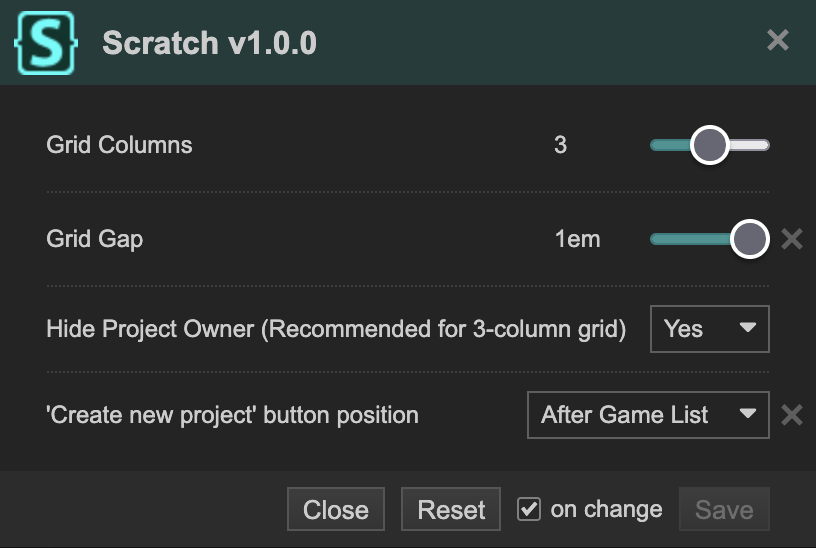 {S}
Scratch v1.0.0
Grid Columns 3
Grid Gap 1em
Hide Project Owner (Recommended for 3-column grid) Yes
'Create new project' button position After Game List
Close Reset on change Save